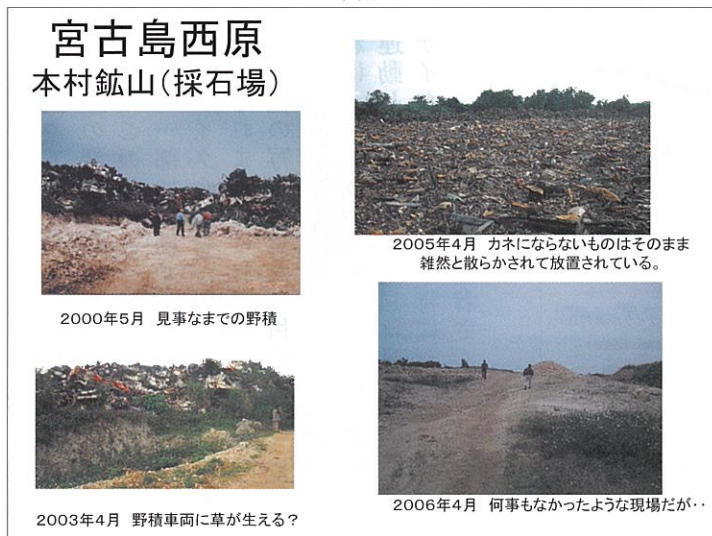 宮古島西原
本村鉱山(採石場)
2000年5月 見事なまでの野積
2003年4月 野積車両に草が生える?
2005年4月 カネにならないものはそのまま
雑然と散らかされて放置されている。
2006年4月 何事もなかったような現場だが・・